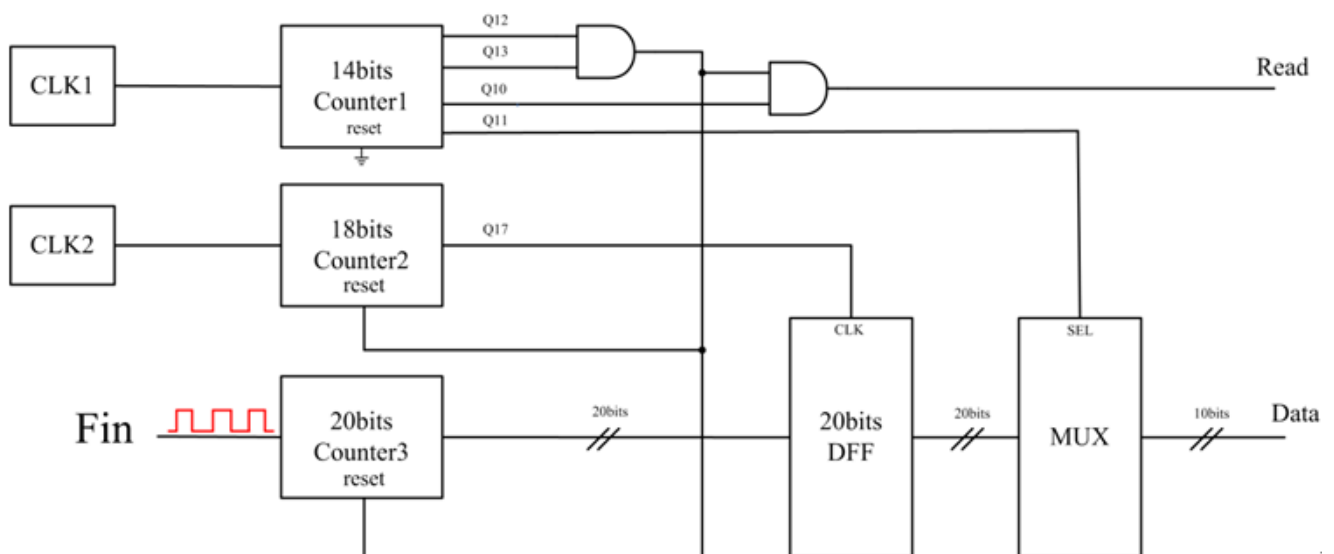 Q12
CLK1
14bits
Counter1
reset
Q13
Q10
Q11
Read
CLK2
18bits
Counter2
reset
Q17
CLK
SEL
Fin
20bits
Counter3
reset
20bits
20bits
DFF
20bits
MUX
10bits
Data